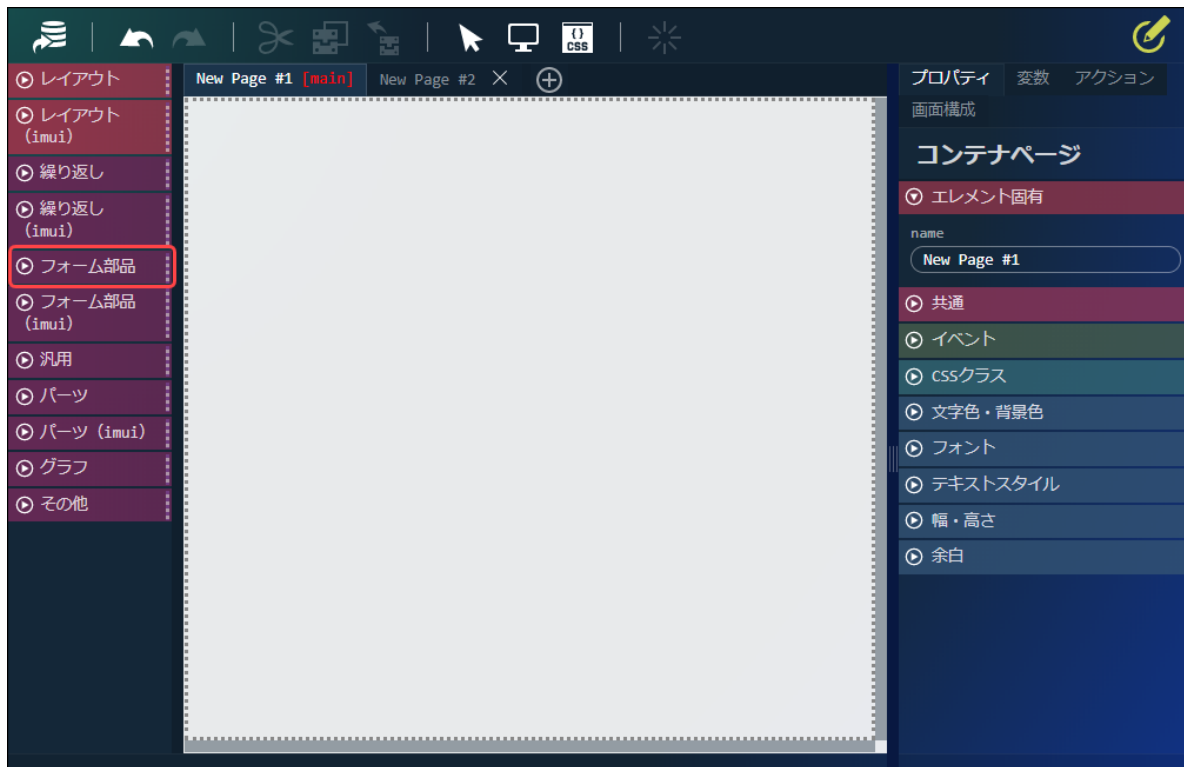 {}
CSS
レイアウト
レイアウト
(imui)
繰り返し
繰り返し
(imui)
フォーム部品
フォーム部品
(imui)
汎用
パーツ
パーツ (imui)
グラフ
その他
New Page #1 [main]
New Page #2
プロパティ 変数 アクション
画面構成
コンテナページ
エレメント固有
name
New Page #1
共通
イベント
CSSクラス
文字色・背景色
フォント
テキストスタイル
幅・高さ
余白